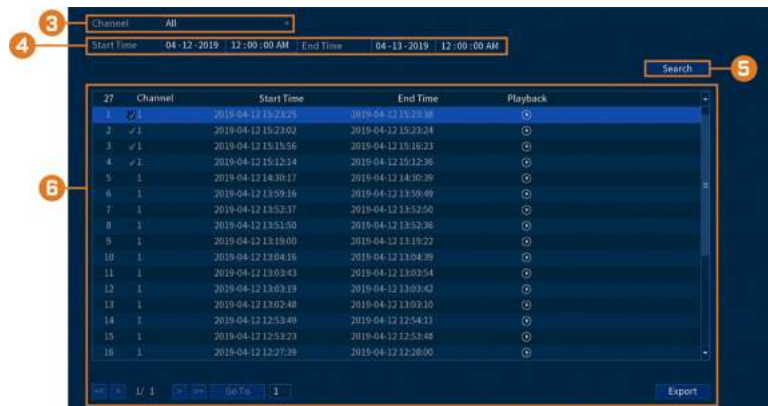 3 Channel All
4 Start Time 04-12-2019 12:00:00 AM End Time 04-13-2019 12:00:00 AM
Search 5
27 Channel Start Time End Time Playback
1 1 2019-04-12 15:23:25 2019-04-12 15:23:38
2 1 2019-04-12 15:23:02 2019-04-12 15:23:24
3 1 2019-04-12 15:15:56 2019-04-12 15:16:23
4 1 2019-04-12 15:12:14 2019-04-12 15:12:36
6
5 1 2019-04-12 14:30:17 2019-04-12 14:30:39
6 1 2019-04-12 13:59:16 2019-04-12 13:59:49
7 1 2019-04-12 13:52:37 2019-04-12 13:52:50
8 1 2019-04-12 13:51:50 2019-04-12 13:52:36
9 1 2019-04-12 13:19:00 2019-04-12 13:19:22
10 1 2019-04-12 13:04:16 2019-04-12 13:04:39
11 1 2019-04-12 13:03:43 2019-04-12 13:03:54
12 1 2019-04-12 13:03:19 2019-04-12 13:03:42
13 1 2019-04-12 13:02:48 2019-04-12 13:03:10
14 1 2019-04-12 12:53:49 2019-04-12 12:54:11
15 1 2019-04-12 12:53:23 2019-04-12 12:53:48
16 1 2019-04-12 12:27:39 2019-04-12 12:28:00
1/ 1 Go To 1 Export